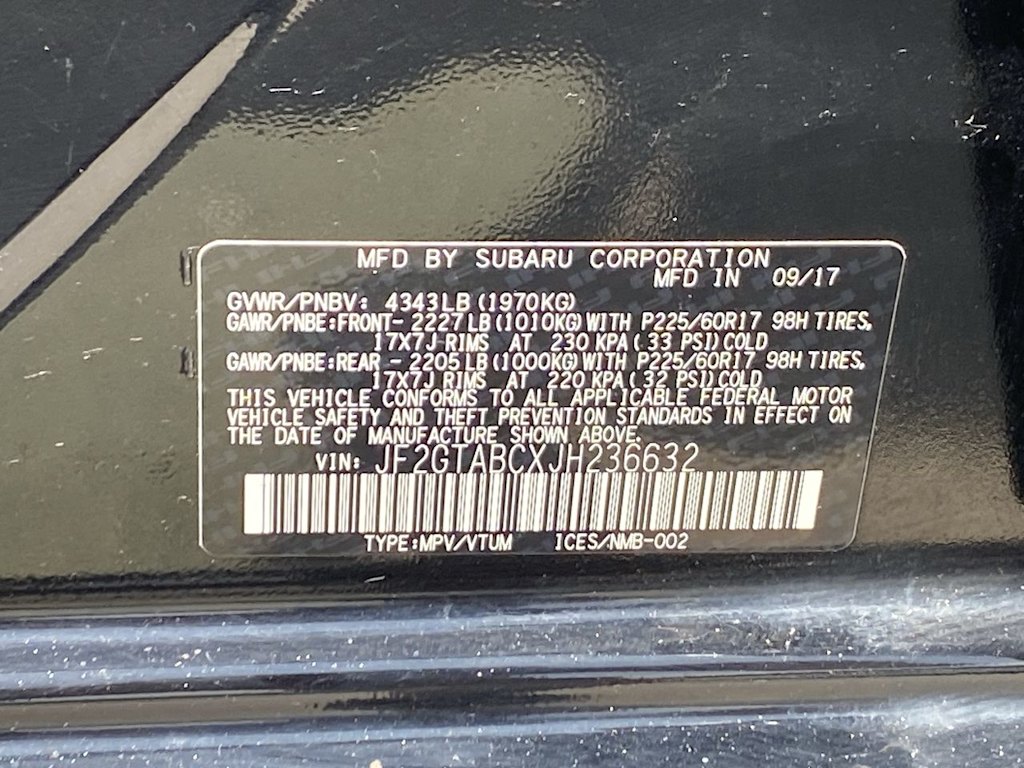 MFD BY SUBARU CORPORATION
MFD IN 09/17
GVWR/PNBV: 4343LB(1970KG)
GAWR/PNBE:FRONT- 2227LB(1010KG)WITH P225/60R17 98H TIRES,
17X7J RIMS AT 230 KPA( 33 PSI)COLD
GAWR/PNBE:REAR - 2205LB(1000KG)WITH P225/60R17 98H TIRES,
17X7J RIMS AT 220 KPA( 32 PSI)COLD
THIS VEHICLE CONFORMS TO ALL APPLICABLE FEDERAL MOTOR
VEHICLE SAFETY AND THEFT PREVENTION STANDARDS IN EFFECT ON
THE DATE OF MANUFACTURE SHOWN ABOVE.
VIN: JF2GTABCXJH236632
TYPE:MPV/VTUM ICES/NMB-002